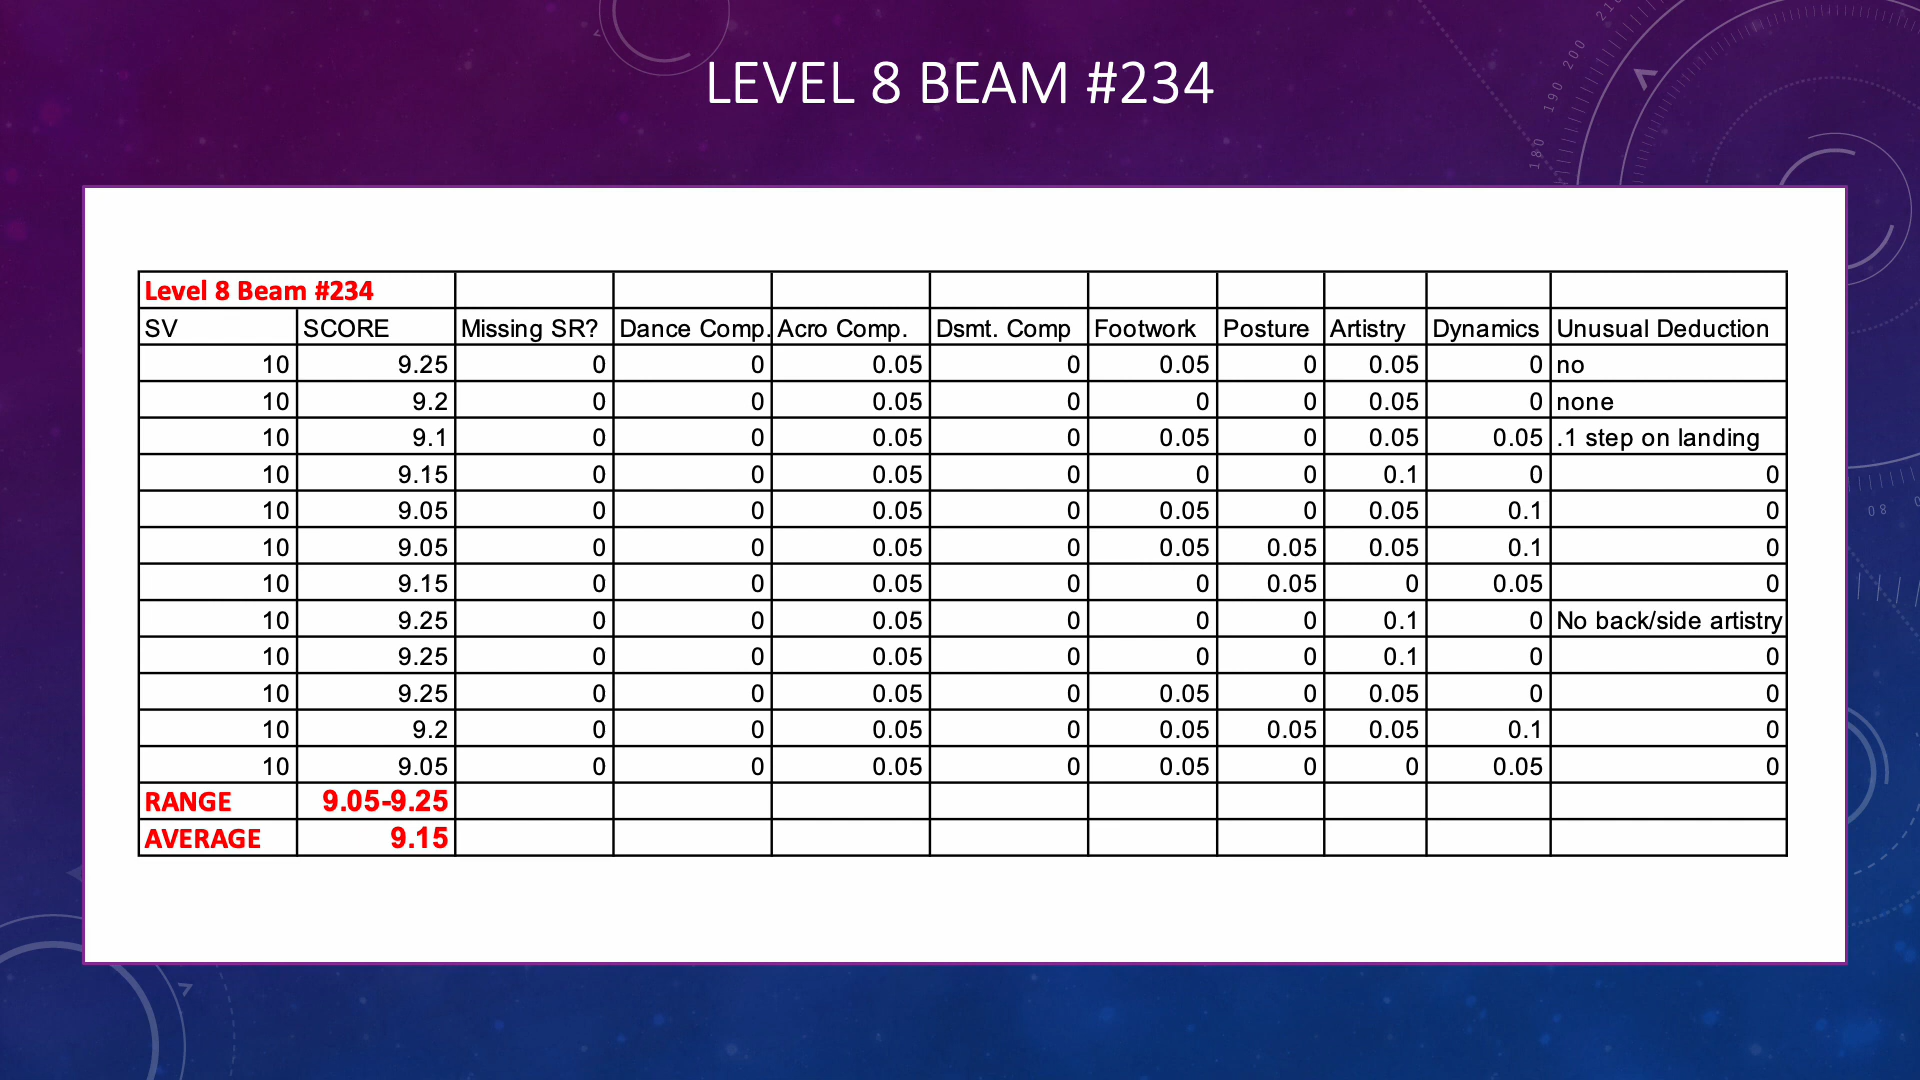 LEVEL 8 BEAM #234
210
200
190
180
80
Level 8 Beam #234
SV SCORE Missing SR? Dance Comp. Acro Comp. Dsmt. Comp Footwork Posture Artistry Dynamics Unusual Deduction
10 9.25 0 0 0.05 0 0.05 0 0.05 0 no
10 9.2 0 0 0.05 0 0 0 0.05 0 none
10 9.1 0 0 0.05 0 0.05 0 0.05 0.05 .1 step on landing
10 9.15 0 0 0.05 0 0 0 0.1 0 0
10 9.05 0 0 0.05 0 0.05 0 0.05 0.1 0
10 9.05 0 0 0.05 0 0.05 0.05 0.05 0.1 0
10 9.15 0 0 0.05 0 0 0.05 0 0.05 0
10 9.25 0 0 0.05 0 0 0 0.1 0 No back/side artistry
10 9.25 0 0 0.05 0 0 0 0.1 0 0
10 9.25 0 0 0.05 0 0.05 0 0.05 0 0
10 9.2 0 0 0.05 0 0.05 0.05 0.05 0.1 0
10 9.05 0 0 0.05 0 0.05 0 0 0.05 0
RANGE 9.05-9.25
AVERAGE 9.15